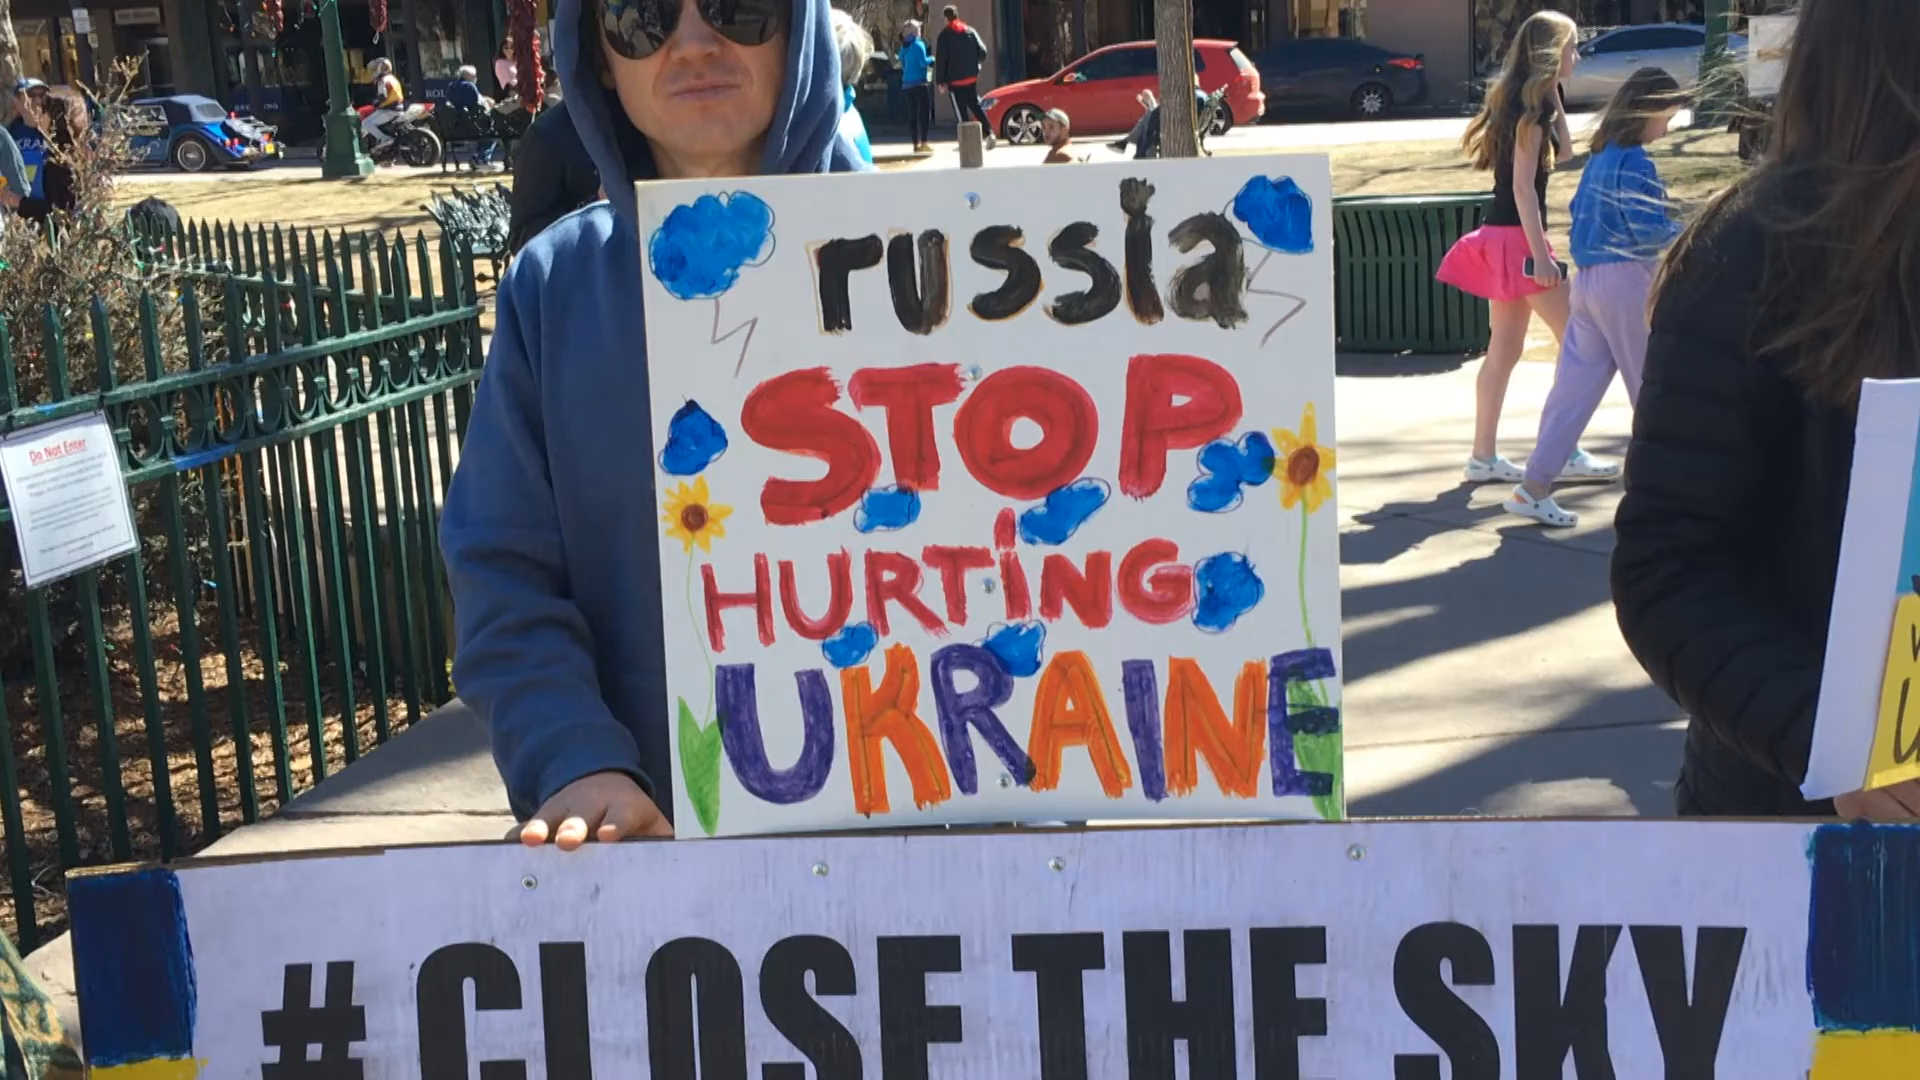 russia
STOP
HURTiNG
UKRAINE
# CLOSE THE SKY
Do Not Enter